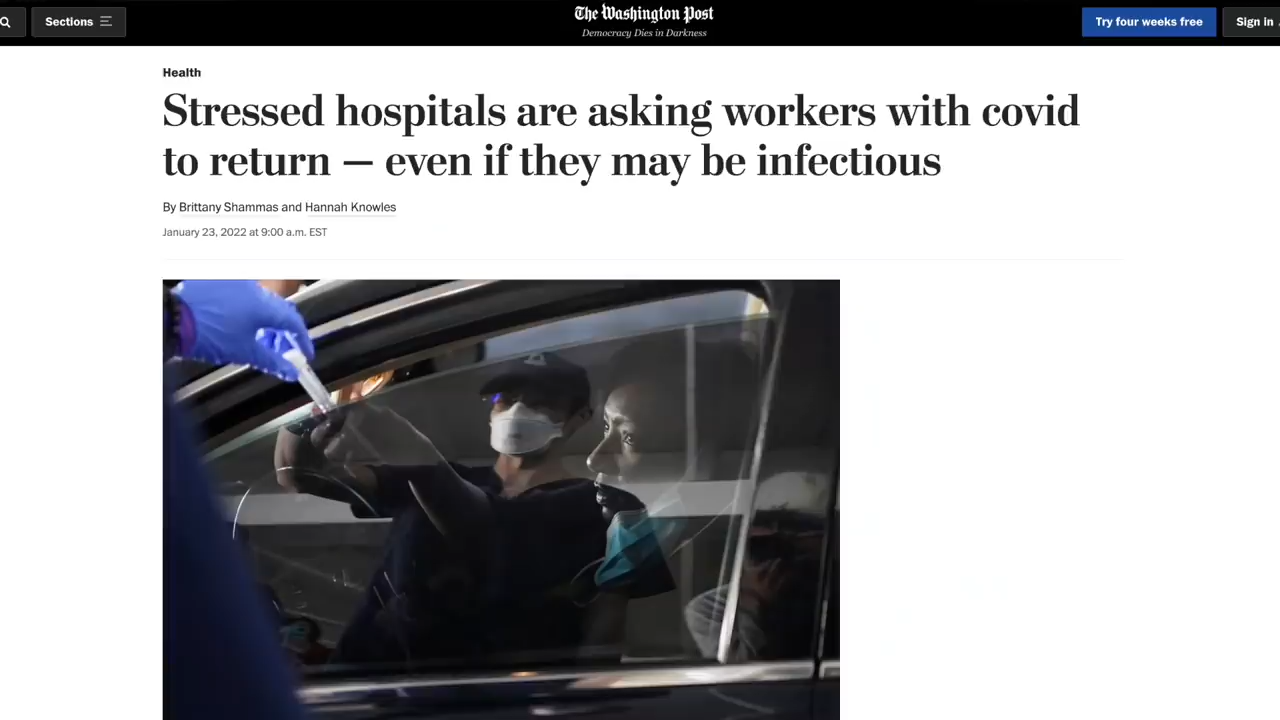 Sections
The Washington Post
Democracy Dies in Darkness
Try four weeks free
Sign in
Health
Stressed hospitals are asking workers with covid
to return — even if they may be infectious
By Brittany Shammas and Hannah Knowles
January 23, 2022 at 9:00 a.m. EST